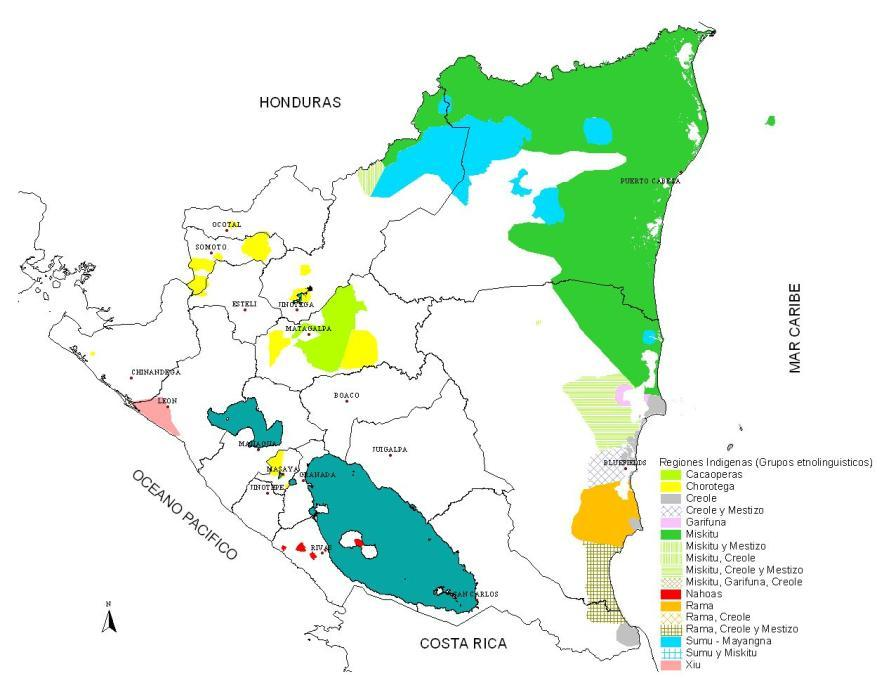 HONDURAS
PUERTO CABEZA
OCOTAL
SOMOTO
ESTELI
JINOTEGA
MATAGALPA
MAR CARIBE
CHINANDEGA
LEON
BOACO
MANAGUA
JUIGALPA
MASAYA
GRANADA
JINOTEPE
BLUEFIELDS
OCEANO PACIFICO
RIVAS
SAN CARLOS
N
COSTA RICA
Regiones Indigenas (Grupos etnolinguisticos)
Cacaoperas
Chorotega
Creole
Creole y Mestizo
Garifuna
Miskitu
Miskitu y Mestizo
Miskitu, Creole
Miskitu, Creole y Mestizo
Miskitu, Garifuna, Creole
Nahoas
Rama
Rama, Creole
Rama, Creole y Mestizo
Sumu - Mayangna
Sumu y Miskitu
Xiu